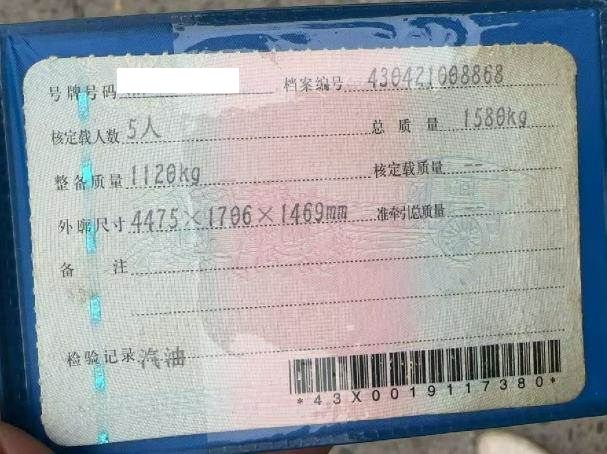 号牌号码 档案编号 430421008868
核定载人数 5人 总质量 1580kg
整备质量 1120kg 核定载质量 --
外廓尺寸 4475×1706×1469mm 准牵引总质量 --
备注
检验记录 汽油
*43X0019117380*